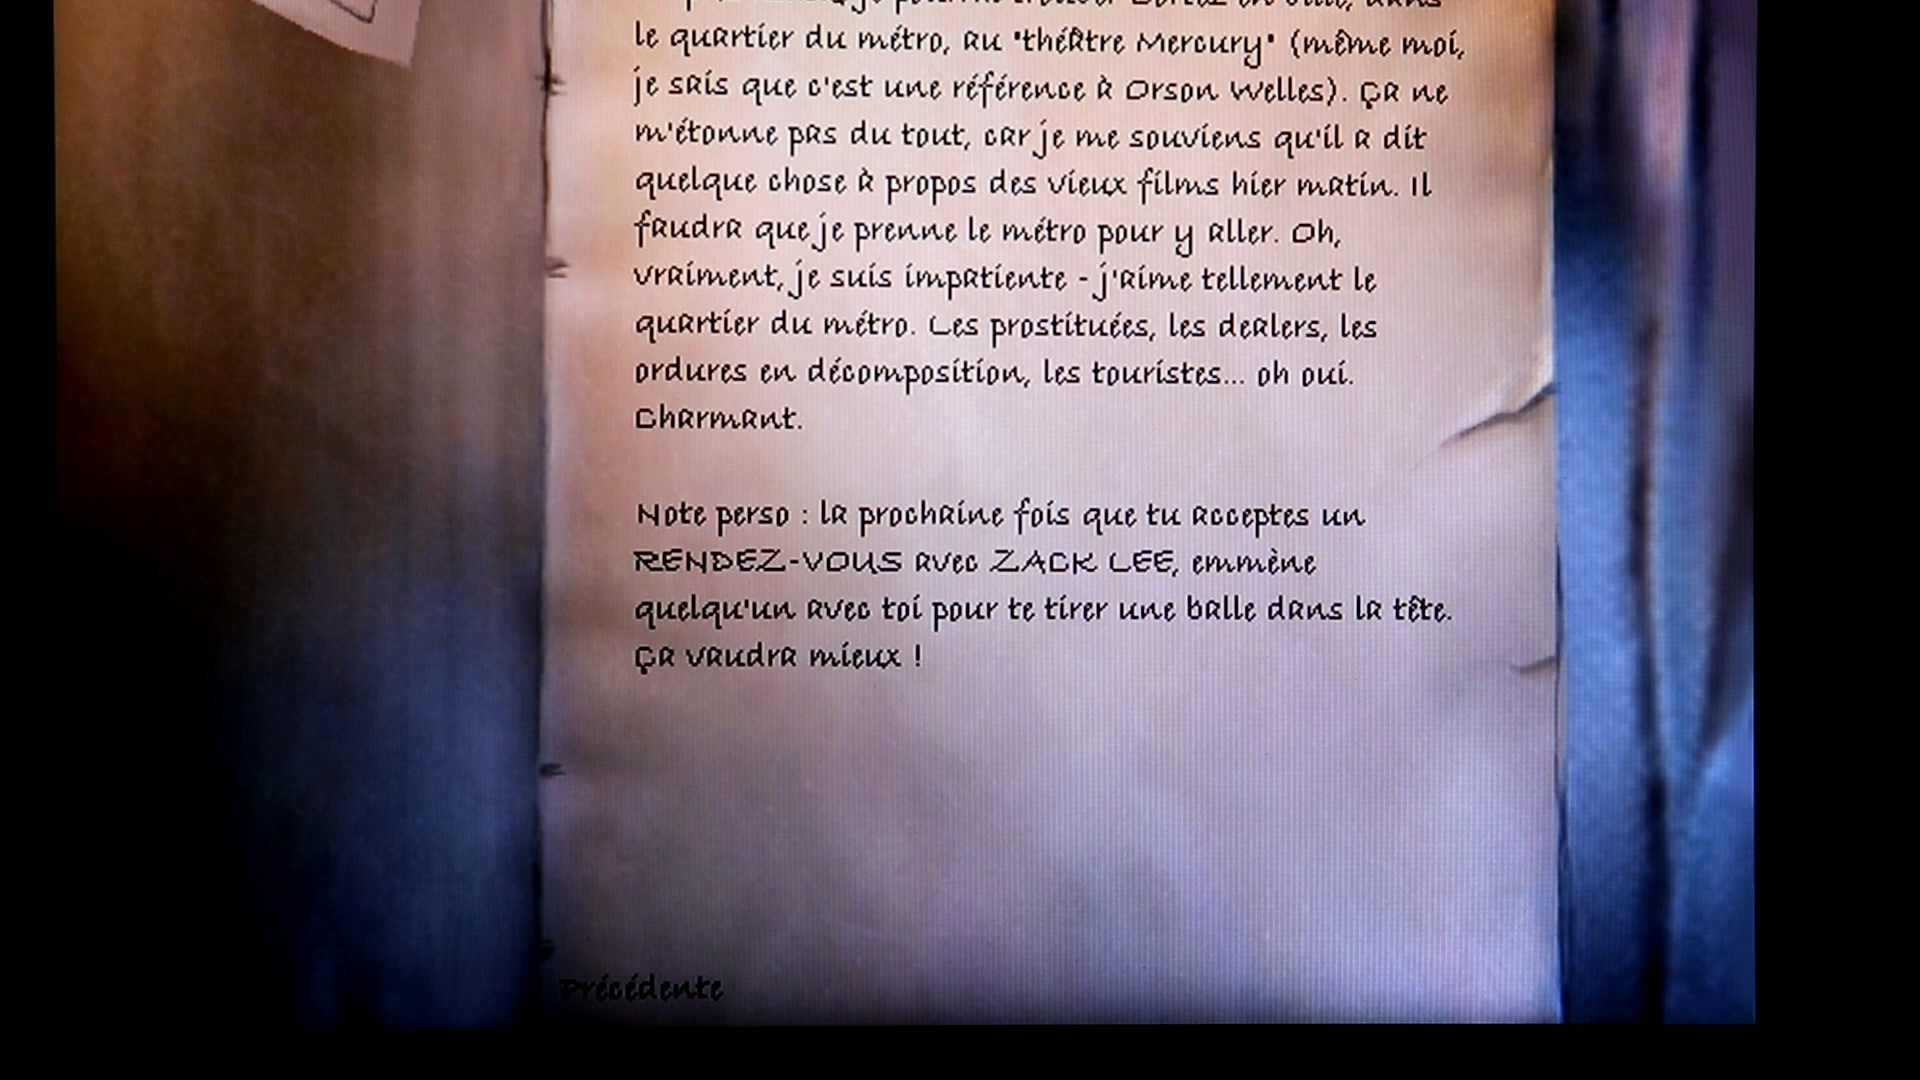 le quartier du métro, au "théâtre Mercury" (même moi,
je sais que c'est une référence à Orson Welles). Ça ne
m'étonne pas du tout, car je me souviens qu'il a dit
quelque chose à propos des vieux films hier matin. Il
faudra que je prenne le métro pour y aller. Oh,
vraiment, je suis impatiente - j'aime tellement le
quartier du métro. Les prostituées, les dealers, les
ordures en décomposition, les touristes... oh oui.
Charmant.
Note perso : la prochaine fois que tu acceptes un
RENDEZ-VOUS avec ZACK LEE, emmène
quelqu'un avec toi pour te tirer une balle dans la tête.
Ça vaudra mieux !
Précédente